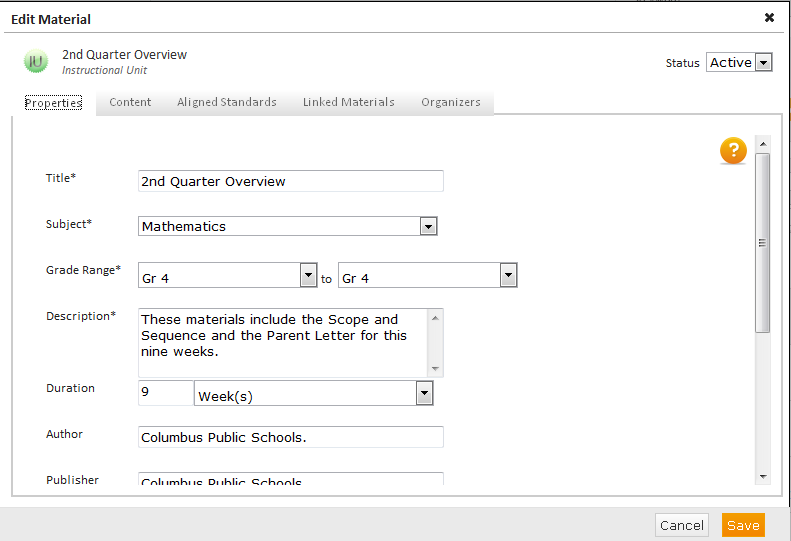 Edit Material
IU 2nd Quarter Overview
Instructional Unit
Status Active
Properties Content Aligned Standards Linked Materials Organizers
?
Title* 2nd Quarter Overview
Subject* Mathematics
Grade Range* Gr 4 to Gr 4
Description* These materials include the Scope and
Sequence and the Parent Letter for this
nine weeks.
Duration 9 Week(s)
Author Columbus Public Schools.
Publisher Columbus Public Schools
Cancel Save